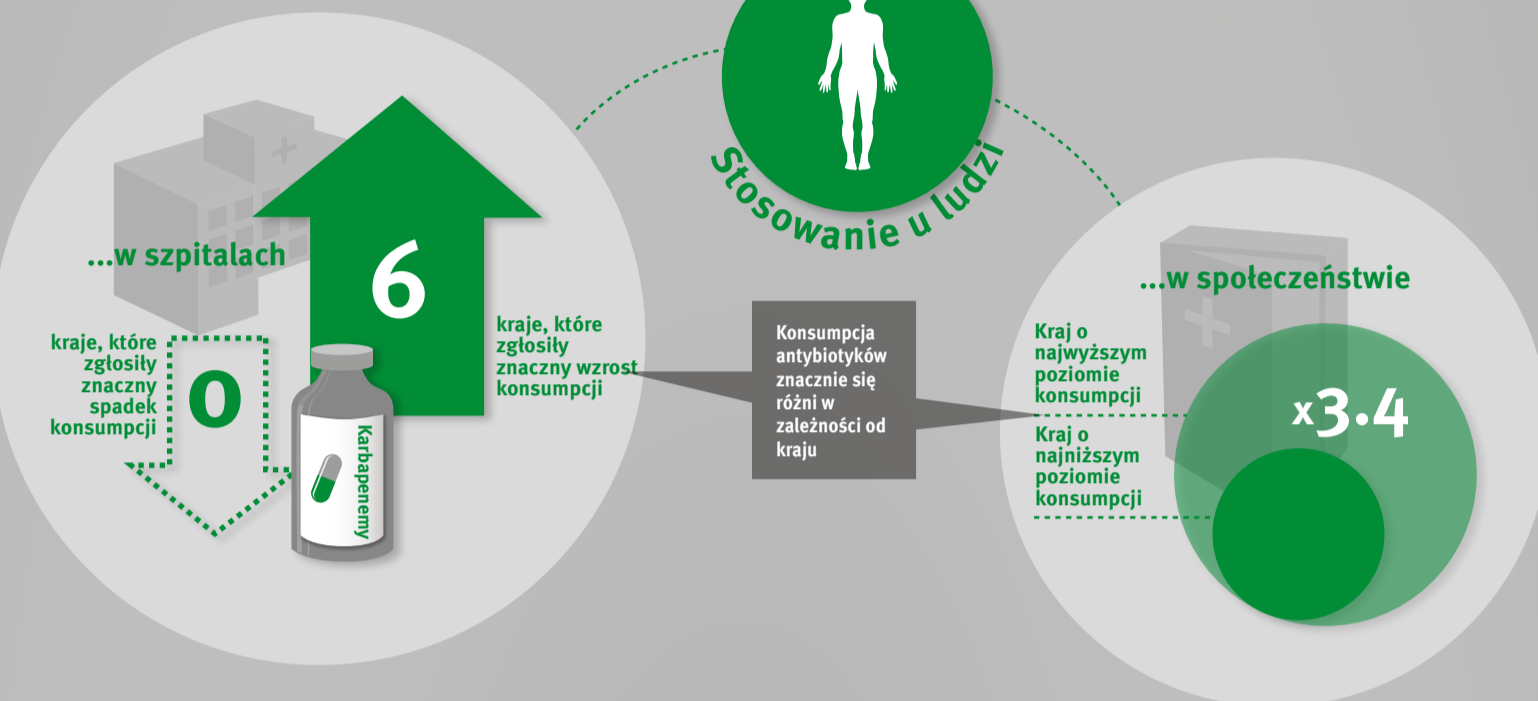 Stosowanie u ludzi
...w szpitalach
6
kraje, które
zgłosiły
znaczny wzrost
konsumpcji
kraje, które
zgłosiły
znaczny
spadek
konsumpcji
0
Karbapenemy
Konsumpcja
antybiotyków
znacznie się
różni w
zależności od
kraju
...w społeczeństwie
Kraj o
najwyższym
poziomie
konsumpcji
x3.4
Kraj o
najniższym
poziomie
konsumpcji